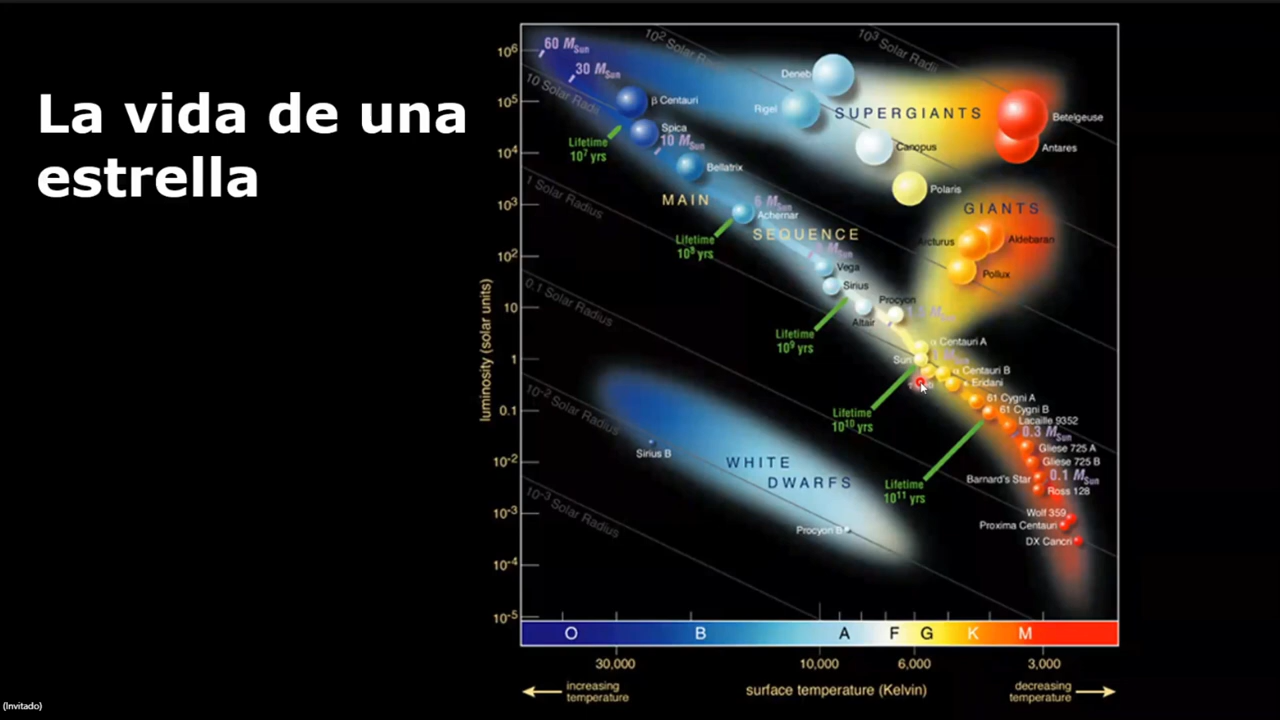 La vida de una
estrella
10⁶
10⁵
10⁴
10³
10²
10
1
0.1
10⁻²
10⁻³
10⁻⁴
10⁻⁵
luminosity (solar units)
60 MSun
30 MSun
10² Solar Radii
10³ Solar Radii
10 Solar Radii
Deneb
β Centauri
Rigel
SUPERGIANTS
Betelgeuse
Spica
10 MSun
Lifetime
10⁷ yrs
Canopus
Antares
Bellatrix
1 Solar Radius
MAIN
SEQUENCE
6 MSun
Achernar
Polaris
GIANTS
Lifetime
10⁸ yrs
Arcturus
Aldebaran
Vega
Pollux
Sirius
0.1 Solar Radius
Procyon
Altair
Lifetime
10⁹ yrs
α Centauri A
Sun
α Centauri B
Eridani
10⁻² Solar Radius
61 Cygni A
61 Cygni B
Lifetime
10¹⁰ yrs
Lacaille 9352
0.3 MSun
Gliese 725 A
Sirius B
WHITE
DWARFS
Gliese 725 B
0.1 MSun
Barnard's Star
Lifetime
10¹¹ yrs
Ross 128
10⁻³ Solar Radius
Wolf 359
Procyon B
Proxima Centauri
DX Cancri
O B A F G K M
30,000 10,000 6,000 3,000
increasing
temperature
surface temperature (Kelvin)
decreasing
temperature
(Invitado)